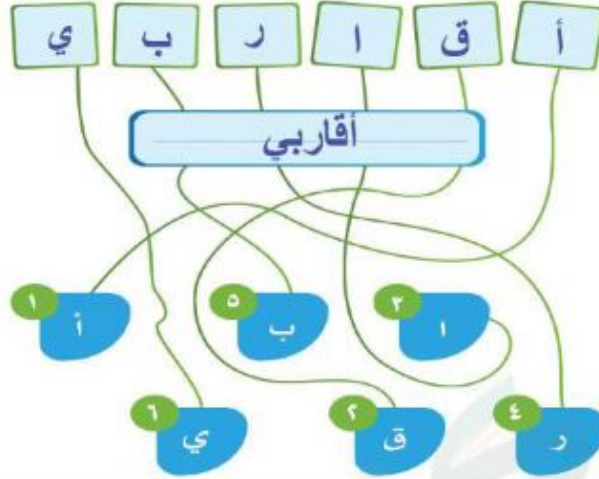 أ ق ا ر ب ي
أقاربي
٣ ا ٥ ب ١ أ
٤ ر ٢ ق ٦ ي